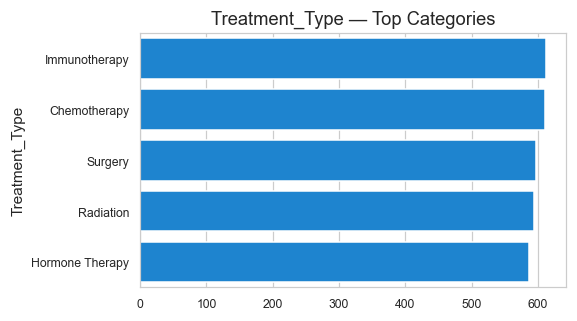 Treatment_Type — Top Categories
Treatment_Type
Immunotherapy
Chemotherapy
Surgery
Radiation
Hormone Therapy
0 100 200 300 400 500 600